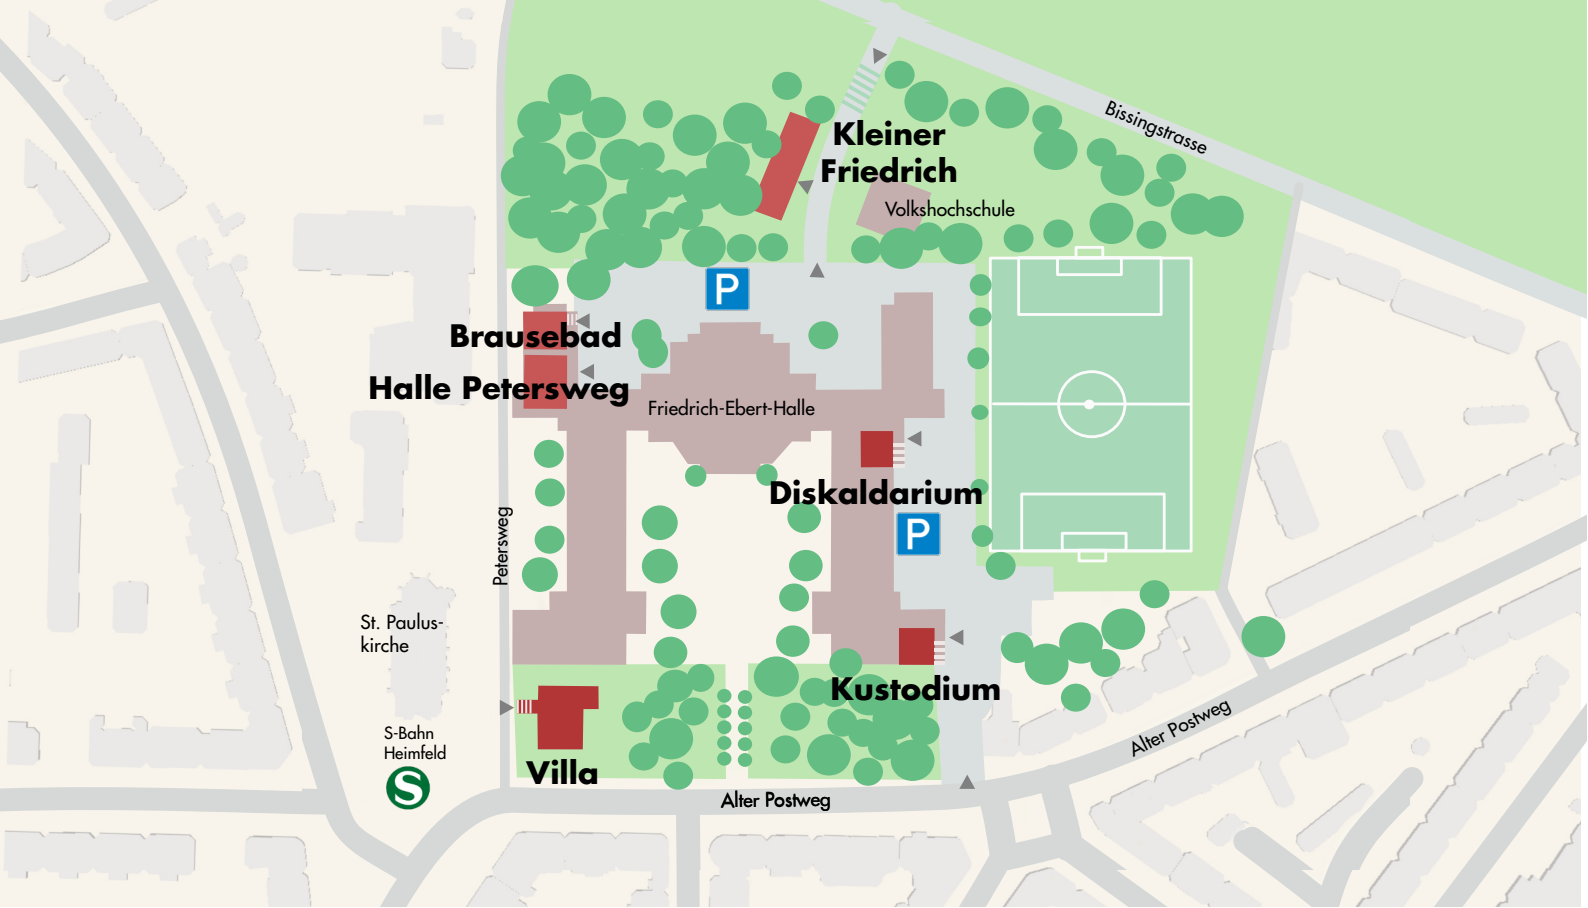 Bissingstrasse
Kleiner
Friedrich
Volkshochschule
P
Brausebad
Halle Petersweg
Friedrich-Ebert-Halle
Diskaldarium
P
Petersweg
St. Paulus-
kirche
Kustodium
S-Bahn
Heimfeld
S
Villa
Alter Postweg
Alter Postweg